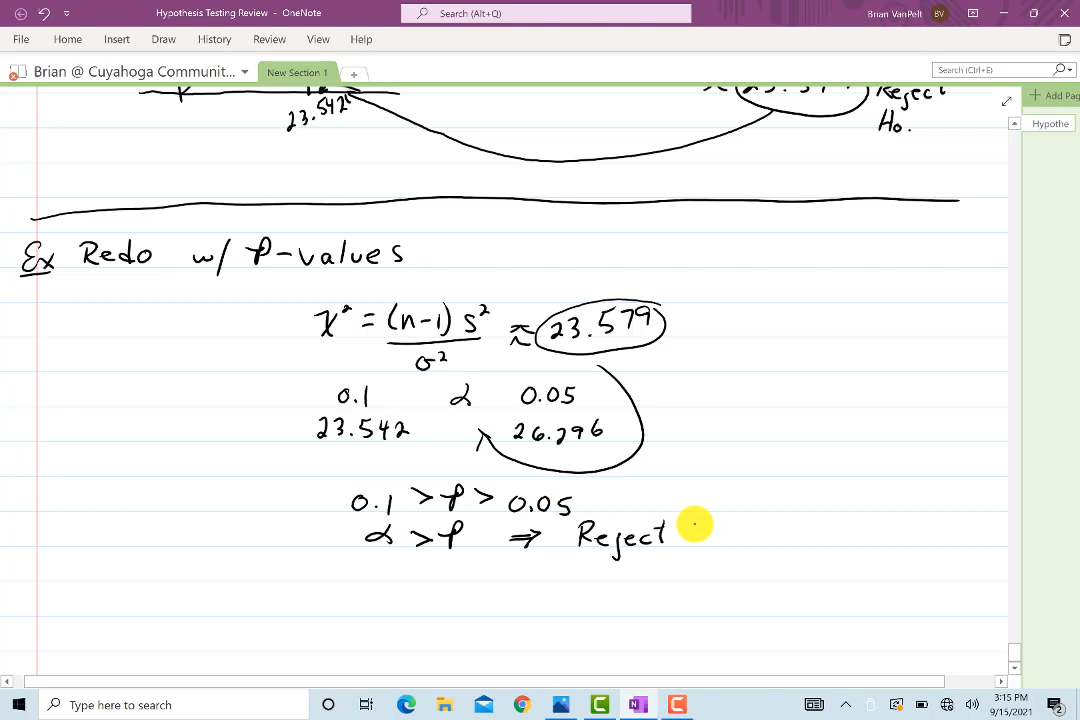 Hypothesis Testing Review - OneNote
Search (Alt+Q)
Brian VanPelt BV
File Home Insert Draw History Review View Help
Brian @ Cuyahoga Communit... New Section 1 +
Search (Ctrl+E)
+ Add Pag
Hypothe
23.542
Reject
Ho.
Ex Redo w/ P-values
χ² = (n-1) s² / σ² ≈ 23.579
0.1 α 0.05
23.542 26.296
0.1 > P > 0.05
α > P ⇒ Reject
Type here to search
3:15 PM
9/15/2021
2